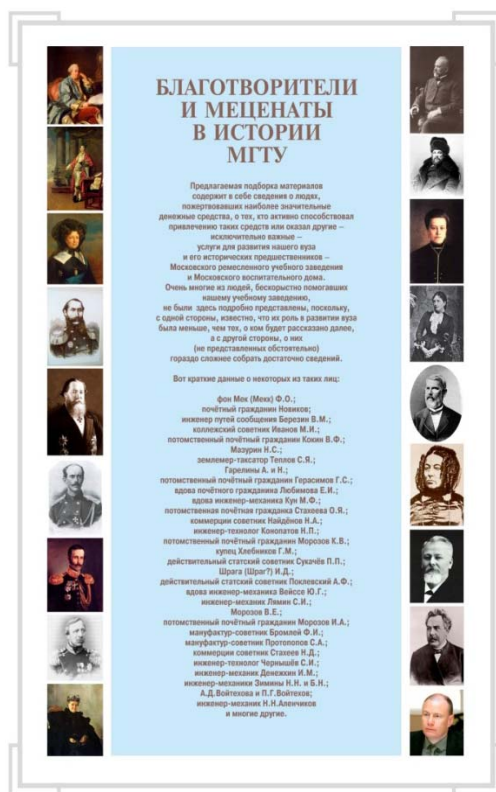 БЛАГОТВОРИТЕЛИ
И МЕЦЕНАТЫ
В ИСТОРИИ
МГТУ
Предлагаемая подборка материалов
содержит в себе сведения о людях,
пожертвовавших наиболее значительные
денежные средства, о тех, кто активно способствовал
привлечению таких средств или оказал другие –
исключительно важные –
услуги для развития нашего вуза
и его исторических предшественников –
Московского ремесленного учебного заведения
и Московского воспитательного дома.
Очень многие из людей, бескорыстно помогавших
нашему учебному заведению,
не были здесь подробно представлены, поскольку,
с одной стороны, известно, что их роль в развитии вуза
была меньше, чем тех, о ком будет рассказано далее,
а с другой стороны, о них
(не представленных обстоятельно)
гораздо сложнее собрать достаточно сведений.
Вот краткие данные о некоторых из таких лиц:
фон Мек (Мекк) Ф.О.;
почётный гражданин Новиков;
инженер путей сообщения Березин В.М.;
коллежский советник Иванов М.И.;
потомственный почётный гражданин Кокин В.Ф.;
Мазурин Н.С.;
землемер-таксатор Теплов С.Я.;
Гарелины А. и Н.;
потомственный почётный гражданин Герасимов Г.С.;
вдова почётного гражданина Любимова Е.И.;
вдова инженер-механика Кун М.Ф.;
потомственная почётная гражданка Стахеева О.Я.;
коммерции советник Найдёнов Н.А.;
инженер-технолог Конопатов Н.П.;
потомственный почётный гражданин Морозов К.В.;
купец Хлебников Г.М.;
действительный статский советник Сукачёв П.П.;
Шрага (Шраг?) И.Д.;
действительный статский советник Поклевский А.Ф.;
вдова инженер-механика Вейссе Ю.Г.;
инженер-механик Лямин С.И.;
Морозов В.Е.;
потомственный почётный гражданин Морозов И.А.;
мануфактур-советник Бромлей Ф.И.;
мануфактур-советник Протопопов С.А.;
коммерции советник Стахеев Н.Д.;
инженер-технолог Чернышёв С.И.;
инженер-механик Денежкин И.М.;
инженер-механики Зимины Н.Н. и Б.Н.;
А.Д.Войтехова и П.Г.Войтехов;
инженер-механик Н.Н.Аленчиков
и многие другие.